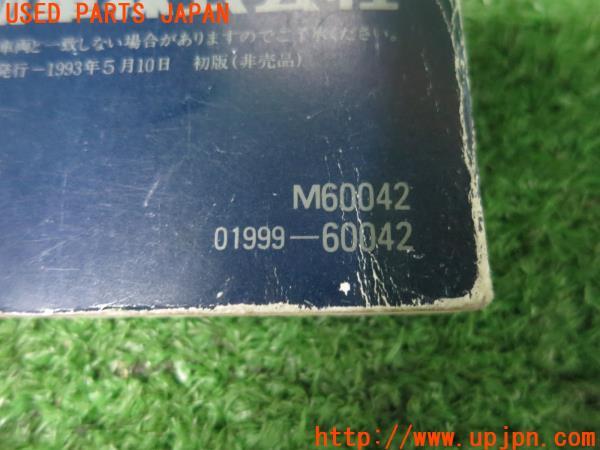 USED PARTS JAPAN
車両と一致しない場合がありますのでご了承ください。
発行－1993年5月10日 初版(非売品)
M60042
01999－60042
http://www.upjpn.com/